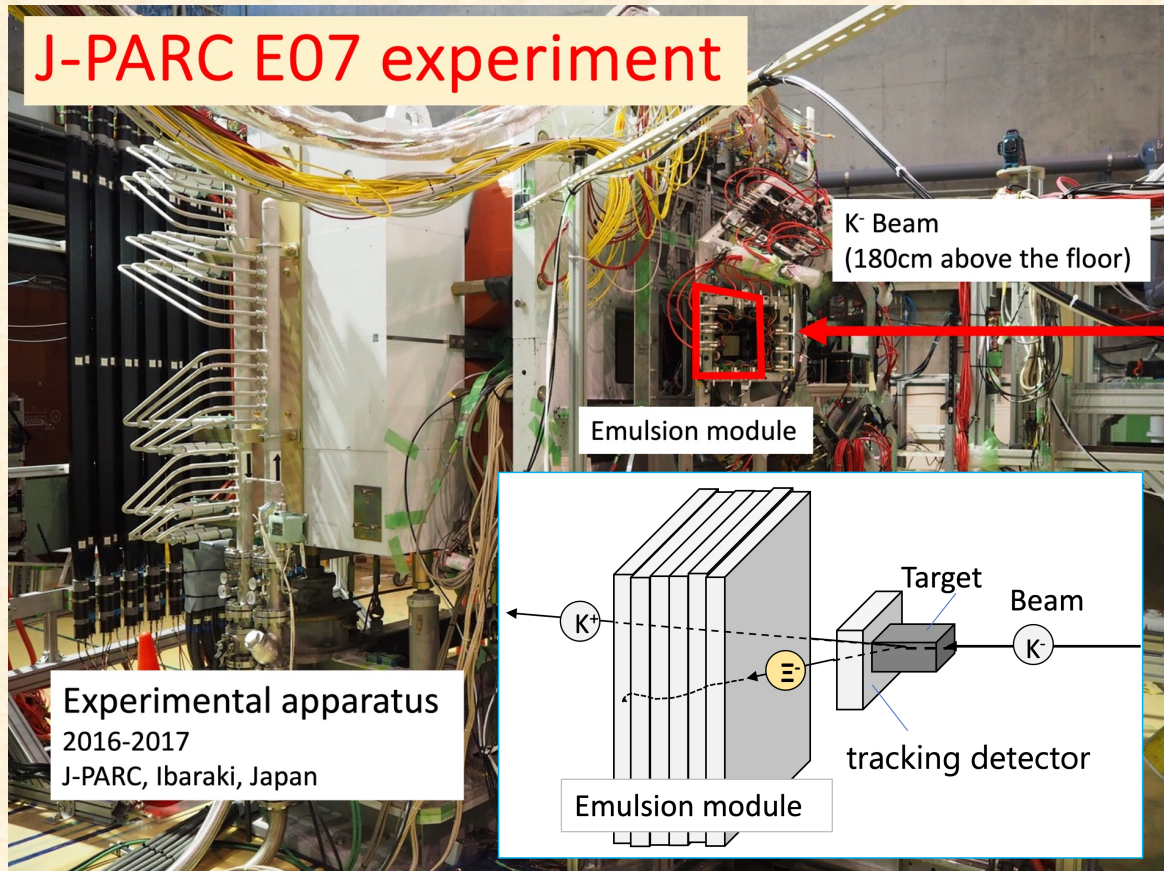 J-PARC E07 experiment
K⁻ Beam
(180cm above the floor)
Emulsion module
Target
Beam
K⁺
K⁻
Ξ⁻
tracking detector
Emulsion module
Experimental apparatus
2016-2017
J-PARC, Ibaraki, Japan